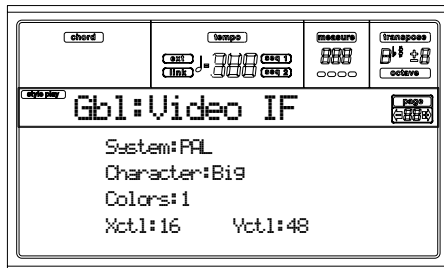 chord tempo measure transpose
ext ♩= seq 1
link seq 2
octave
style play Gbl:Video IF page
System:PAL
Character:Big
Colors:1
Xctl:16 Yctl:48